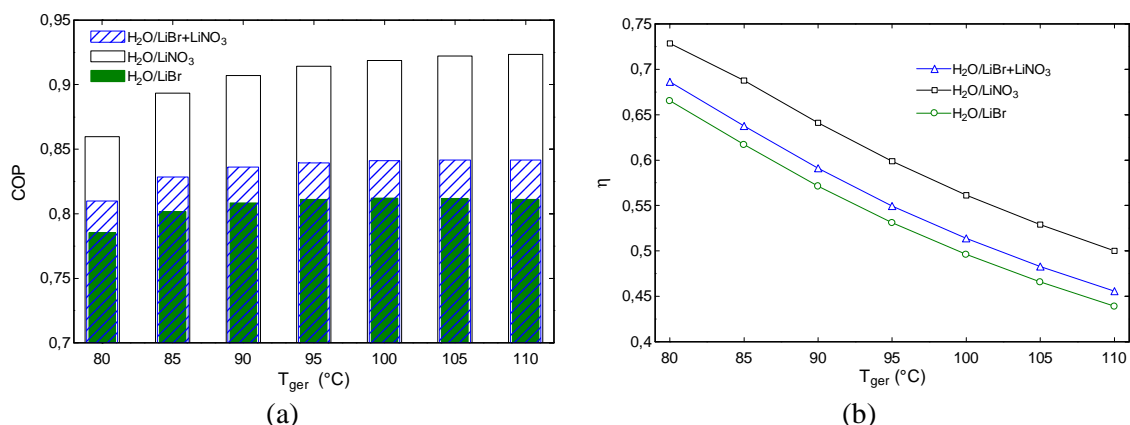 0,95
0,9
0,85
0,8
0,75
0,7
COP
H₂O/LiBr+LiNO₃
H₂O/LiNO₃
H₂O/LiBr
80 85 90 95 100 105 110
T_ger (°C)
(a)
0,75
0,7
0,65
0,6
0,55
0,5
0,45
0,4
η
H₂O/LiBr+LiNO₃
H₂O/LiNO₃
H₂O/LiBr
80 85 90 95 100 105 110
T_ger (°C)
(b)